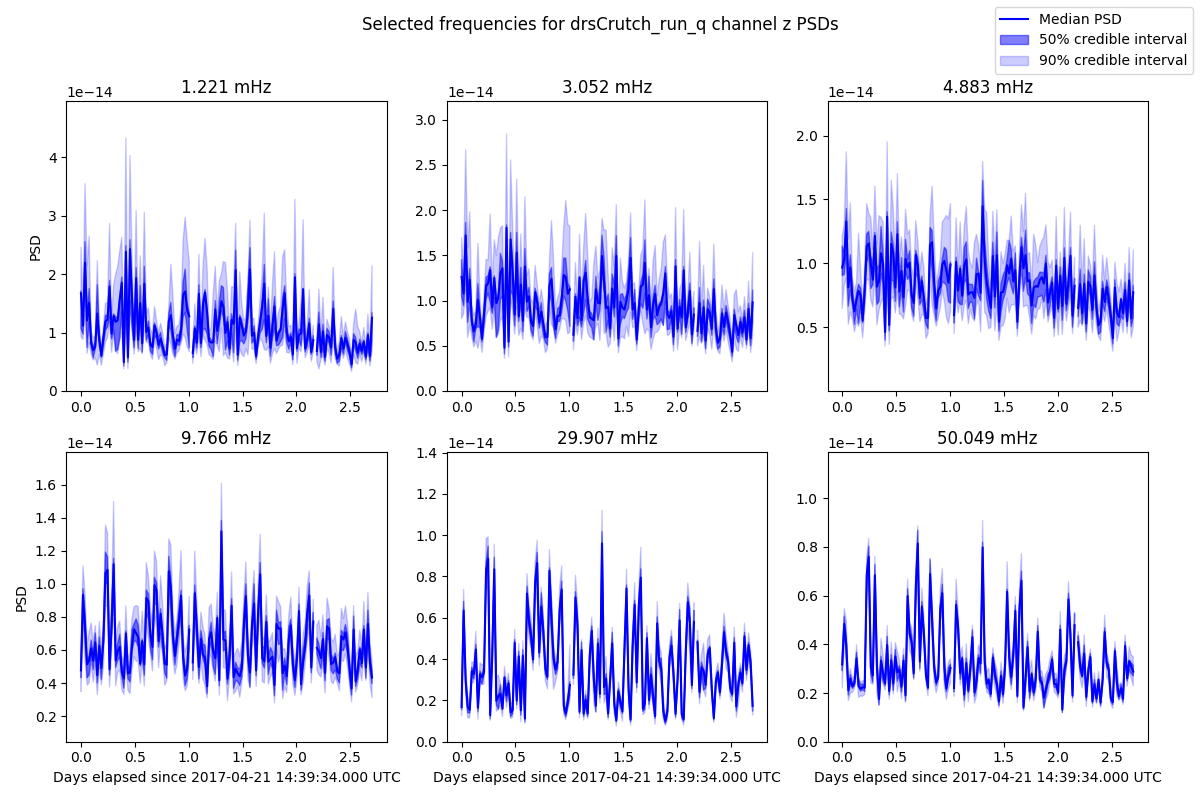 Selected frequencies for drsCrutch_run_q channel z PSDs
Median PSD
50% credible interval
90% credible interval
1.221 mHz
3.052 mHz
4.883 mHz
1e−14
1e−14
1e−14
PSD
4
3
2
1
0
3.0
2.5
2.0
1.5
1.0
0.5
0.0
2.0
1.5
1.0
0.5
0.0 0.5 1.0 1.5 2.0 2.5
0.0 0.5 1.0 1.5 2.0 2.5
0.0 0.5 1.0 1.5 2.0 2.5
9.766 mHz
29.907 mHz
50.049 mHz
1e−14
1e−14
1e−14
PSD
1.6
1.4
1.2
1.0
0.8
0.6
0.4
0.2
1.4
1.2
1.0
0.8
0.6
0.4
0.2
0.0
1.0
0.8
0.6
0.4
0.2
0.0
0.0 0.5 1.0 1.5 2.0 2.5
0.0 0.5 1.0 1.5 2.0 2.5
0.0 0.5 1.0 1.5 2.0 2.5
Days elapsed since 2017-04-21 14:39:34.000 UTC
Days elapsed since 2017-04-21 14:39:34.000 UTC
Days elapsed since 2017-04-21 14:39:34.000 UTC